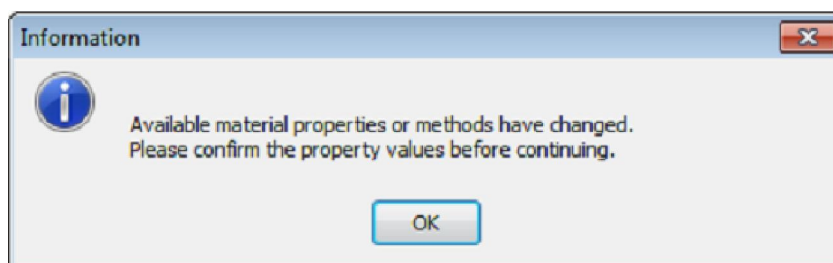 Information
Available material properties or methods have changed.
Please confirm the property values before continuing.
OK